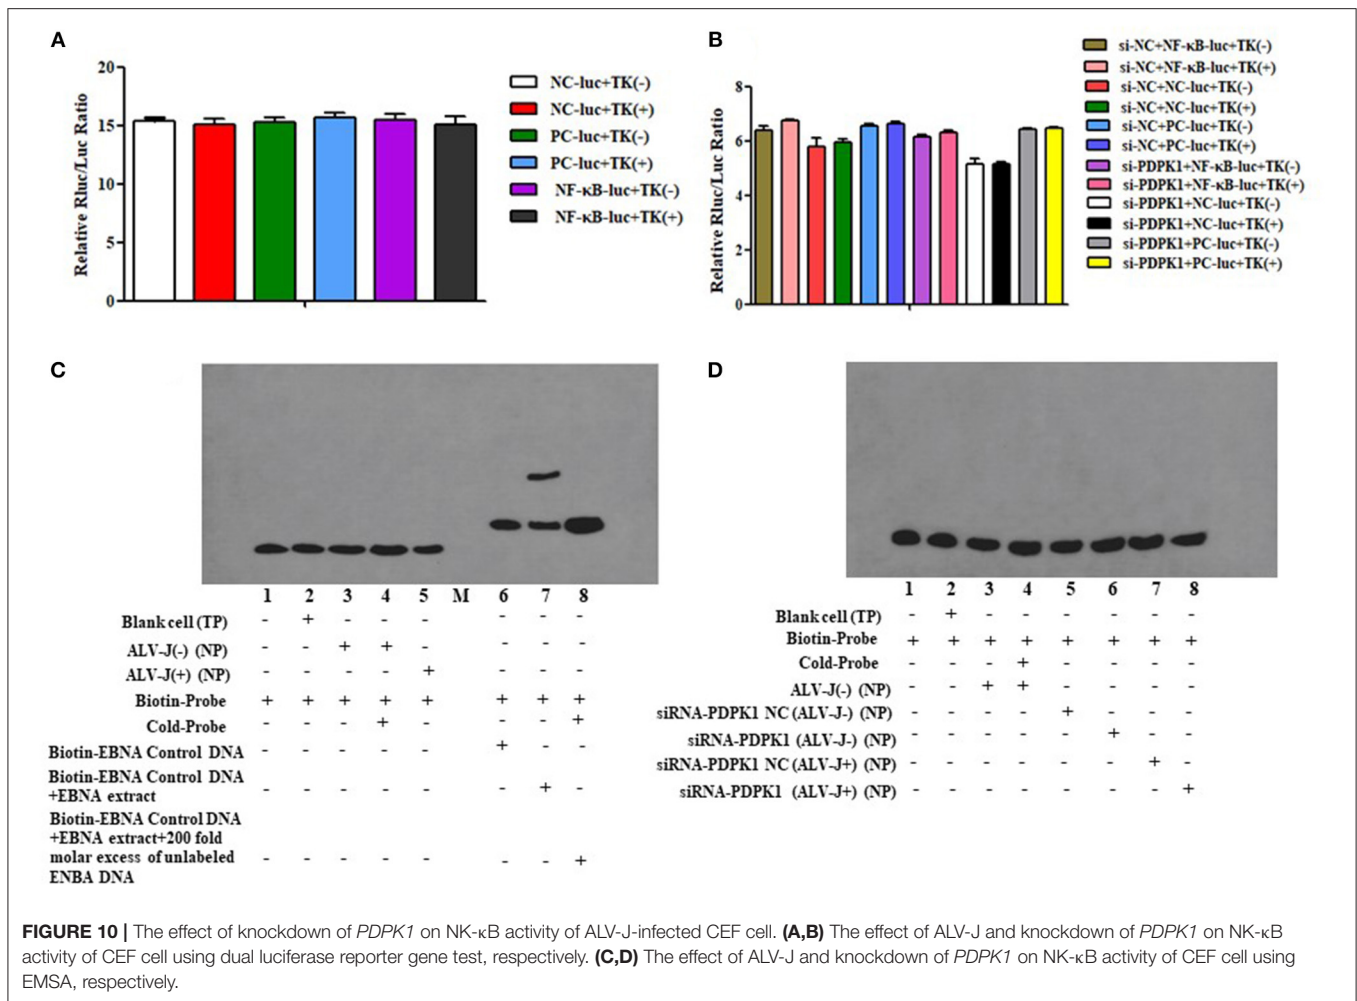 A
20
15
10
5
0
Relative Rluc/Luc Ratio
NC-luc+TK(-)
NC-luc+TK(+)
PC-luc+TK(-)
PC-luc+TK(+)
NF-κB-luc+TK(-)
NF-κB-luc+TK(+)
B
8
6
4
2
0
Relative Rluc/Luc Ratio
si-NC+NF-κB-luc+TK(-)
si-NC+NF-κB-luc+TK(+)
si-NC+NC-luc+TK(-)
si-NC+NC-luc+TK(+)
si-NC+PC-luc+TK(-)
si-NC+PC-luc+TK(+)
si-PDPK1+NF-κB-luc+TK(-)
si-PDPK1+NF-κB-luc+TK(+)
si-PDPK1+NC-luc+TK(-)
si-PDPK1+NC-luc+TK(+)
si-PDPK1+PC-luc+TK(-)
si-PDPK1+PC-luc+TK(+)
C
1 2 3 4 5 M 6 7 8
Blank cell (TP) - + - - - - - -
ALV-J(-) (NP) - - + + - - - -
ALV-J(+) (NP) - - - - + - - -
Biotin-Probe + + + + + + + +
Cold-Probe - - - + - - - +
Biotin-EBNA Control DNA - - - - - + - -
Biotin-EBNA Control DNA
+EBNA extract - - - - - - + -
Biotin-EBNA Control DNA
+EBNA extract+200 fold
molar excess of unlabeled - - - - - - - +
ENBA DNA
D
1 2 3 4 5 6 7 8
Blank cell (TP) - + - - - - - -
Biotin-Probe + + + + + + + +
Cold-Probe - - - + - - - -
ALV-J(-) (NP) - - + + - - - -
siRNA-PDPK1 NC (ALV-J-) (NP) - - - - + - - -
siRNA-PDPK1 (ALV-J-) (NP) - - - - - + - -
siRNA-PDPK1 NC (ALV-J+) (NP) - - - - - - + -
siRNA-PDPK1 (ALV-J+) (NP) - - - - - - - +
FIGURE 10 | The effect of knockdown of PDPK1 on NK-κB activity of ALV-J-infected CEF cell. (A,B) The effect of ALV-J and knockdown of PDPK1 on NK-κB
activity of CEF cell using dual luciferase reporter gene test, respectively. (C,D) The effect of ALV-J and knockdown of PDPK1 on NK-κB activity of CEF cell using
EMSA, respectively.